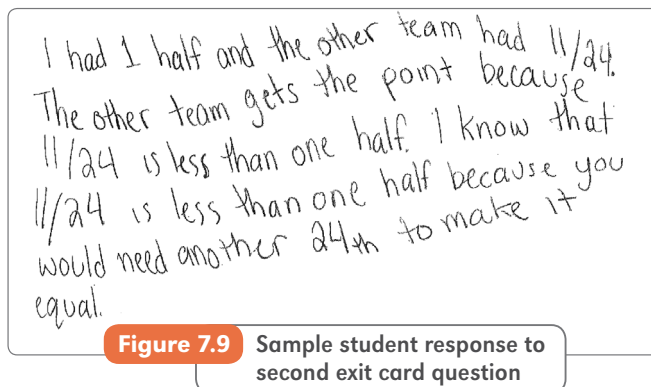 I had 1 half and the other team had 11/24.
The other team gets the point because
11/24 is less than one half. I know that
11/24 is less than one half because you
would need another 24th to make it
equal.
Figure 7.9 Sample student response to
second exit card question